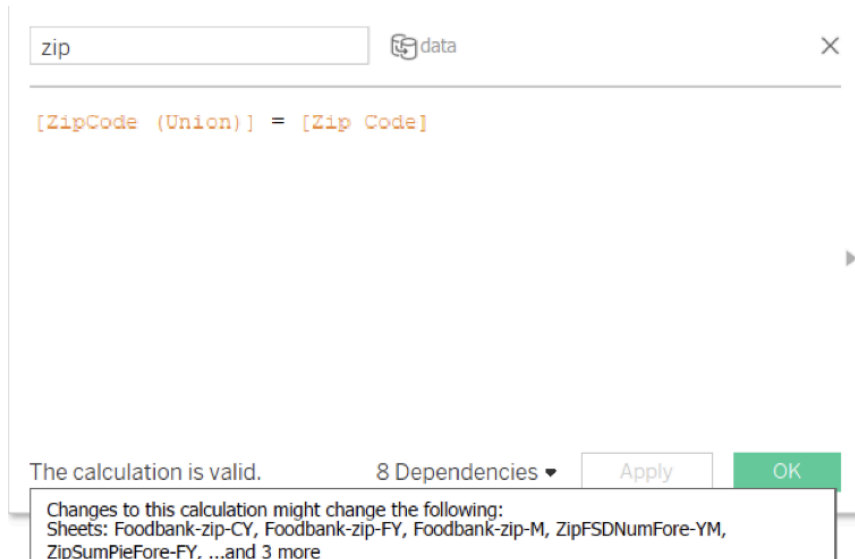 zip
data
[ZipCode (Union)] = [Zip Code]
The calculation is valid.
8 Dependencies
Apply
OK
Changes to this calculation might change the following:
Sheets: Foodbank-zip-CY, Foodbank-zip-FY, Foodbank-zip-M, ZipFSDNumFore-YM,
ZipSumPieFore-FY, ...and 3 more